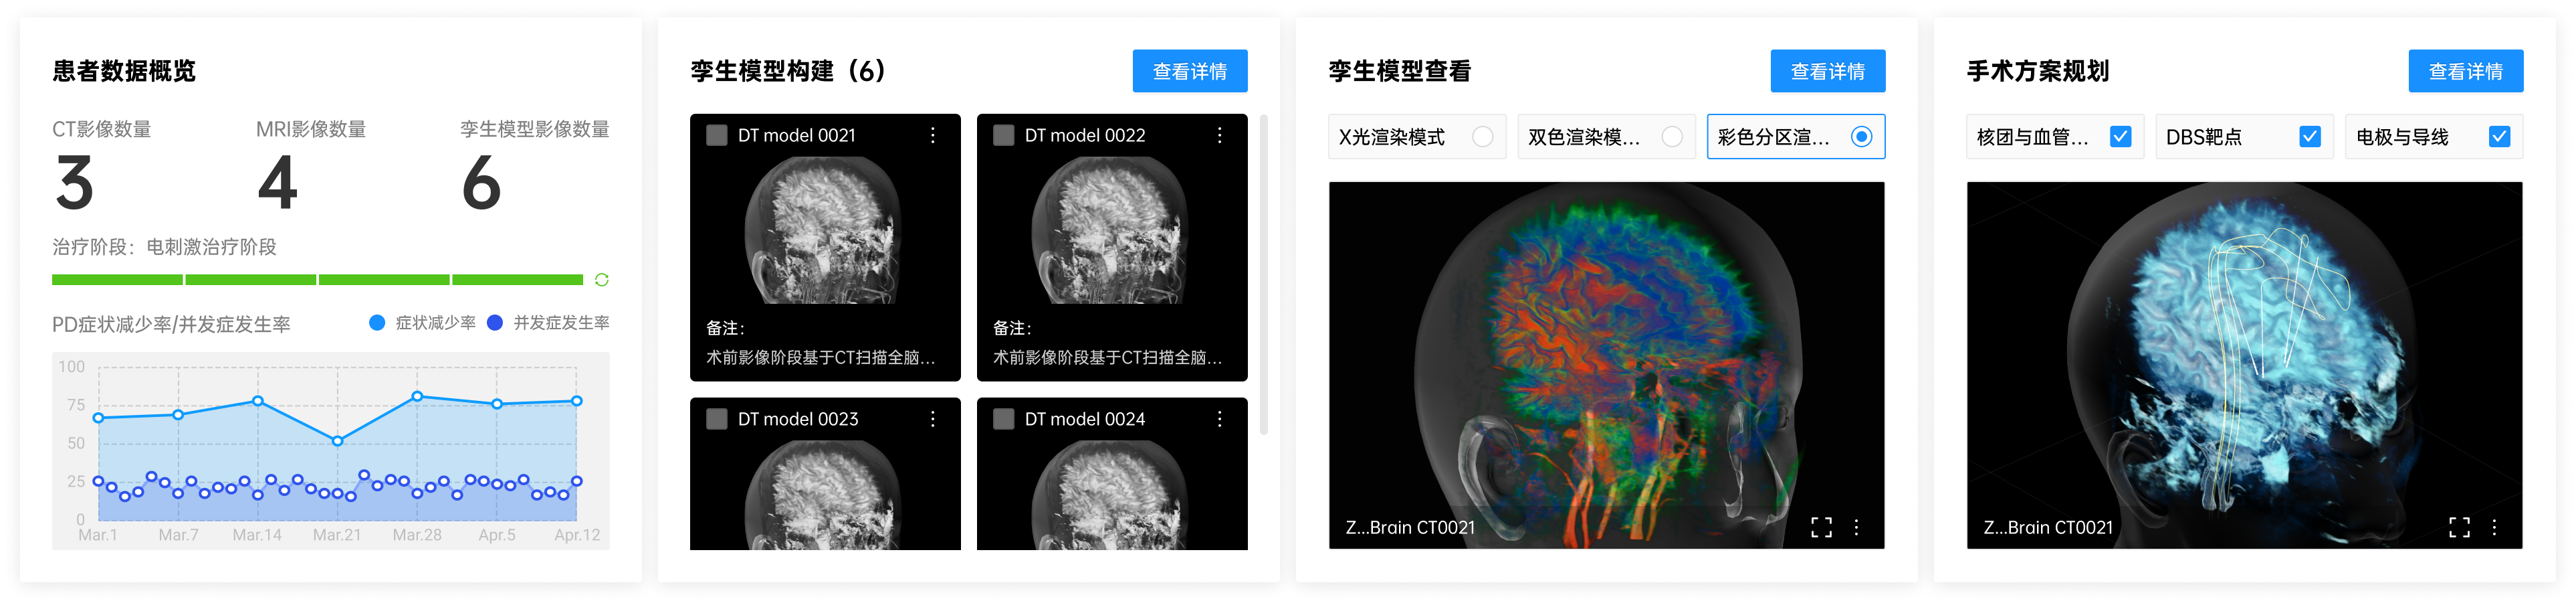 患者数据概览
CT影像数量
MRI影像数量
孪生模型影像数量
3
4
6
治疗阶段：电刺激治疗阶段
PD症状减少率/并发症发生率
症状减少率
并发症发生率
100
75
50
25
0
Mar.1
Mar.7
Mar.14
Mar.21
Mar.28
Apr.5
Apr.12
孪生模型构建（6）
查看详情
DT model 0021
备注：
术前影像阶段基于CT扫描全脑...
DT model 0022
备注：
术前影像阶段基于CT扫描全脑...
DT model 0023
DT model 0024
孪生模型查看
查看详情
X光渲染模式
双色渲染模...
彩色分区渲...
Z...Brain CT0021
手术方案规划
查看详情
核团与血管...
DBS靶点
电极与导线
Z...Brain CT0021